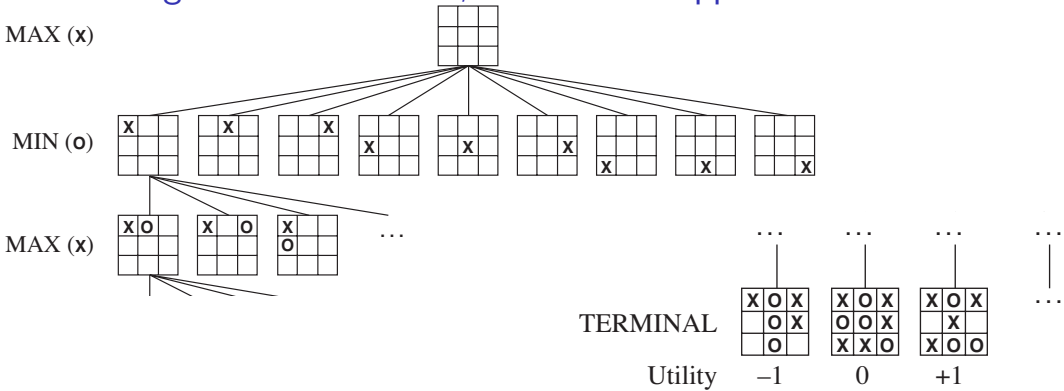 MAX (x)
X X X X X X X X X
MIN (o)
X O X O X
O
MAX (x)
... ... ... ... ...
X O X X O X X O X ...
TERMINAL
O X O O X X
O X X O X O O
Utility –1 0 +1